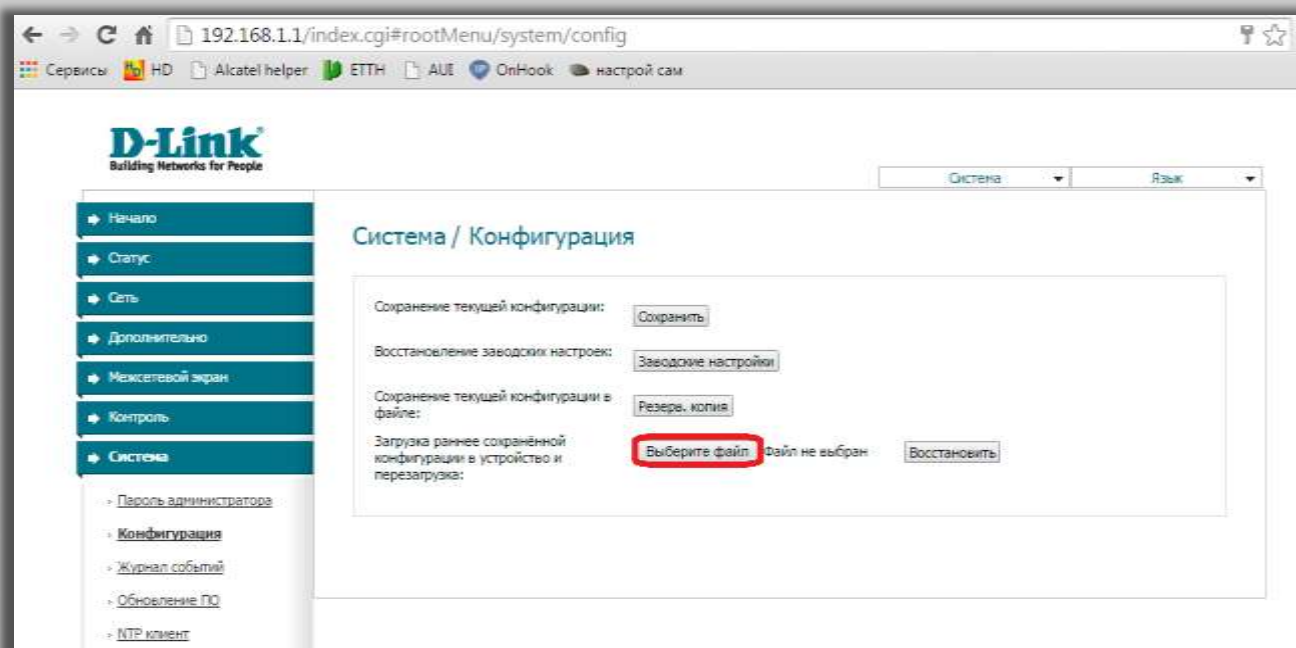 192.168.1.1/index.cgi#rootMenu/system/config
Сервисы HD Alcatel helper ETTH AUI OnHook настрой сам
D-Link
Building Networks for People
Система Язык
Начало
Статус
Сеть
Дополнительно
Межсетевой экран
Контроль
Система
Пароль администратора
Конфигурация
Журнал событий
Обновление ПО
NTP клиент
Система / Конфигурация
Сохранение текущей конфигурации:
Сохранить
Восстановление заводских настроек:
Заводские настройки
Сохранение текущей конфигурации в
файле:
Резерв. копия
Загрузка раннее сохранённой
конфигурации в устройство и
перезагрузка:
Выберите файл Файл не выбран Восстановить